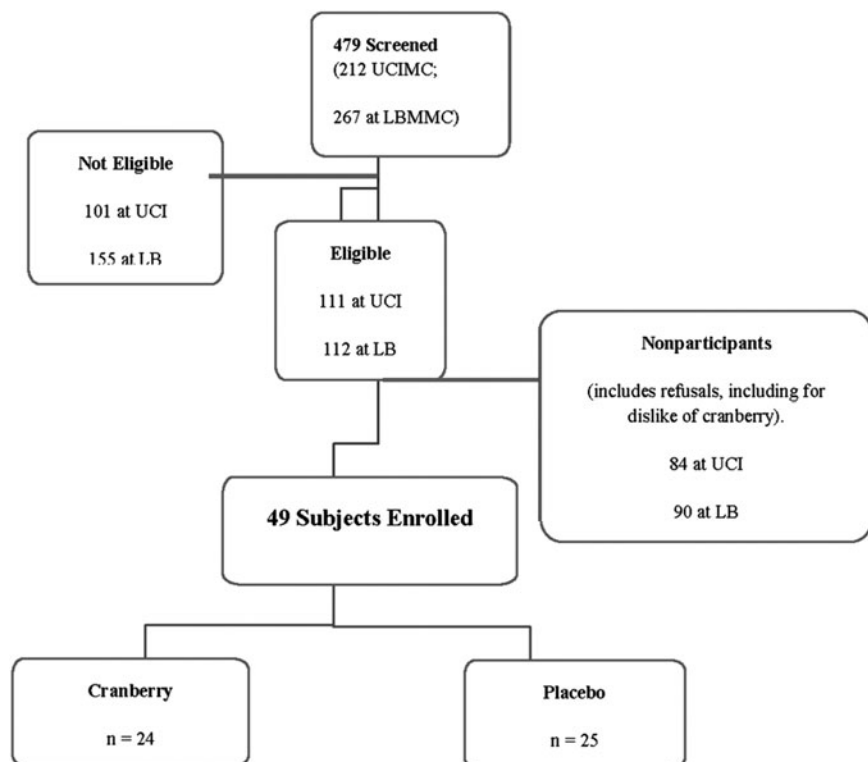 479 Screened
(212 UCIMC;
267 at LBMMC)
Not Eligible
101 at UCI
155 at LB
Eligible
111 at UCI
112 at LB
Nonparticipants
(includes refusals, including for
dislike of cranberry).
84 at UCI
90 at LB
49 Subjects Enrolled
Cranberry
n = 24
Placebo
n = 25